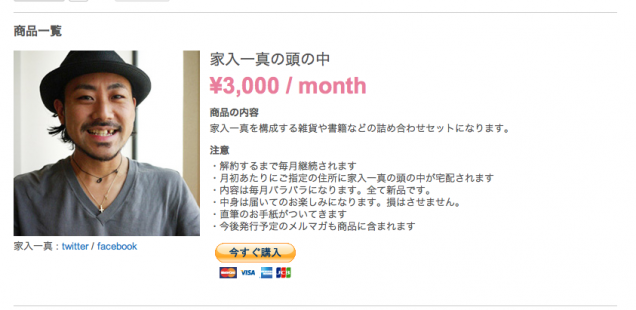 商品一覧
家入一真の頭の中
¥3,000 / month
商品の内容
家入一真を構成する雑貨や書籍などの詰め合わせセットになります。
注意
・解約するまで毎月継続されます
・月初あたりにご指定の住所に家入一真の頭の中が宅配されます
・内容は毎月バラバラになります。全て新品です。
・中身は届いてのお楽しみになります。損はさせません。
・直筆のお手紙がついてきます
・今後発行予定のメルマガも商品に含まれます
家入一真 : twitter / facebook
今すぐ購入
VISA
JCB